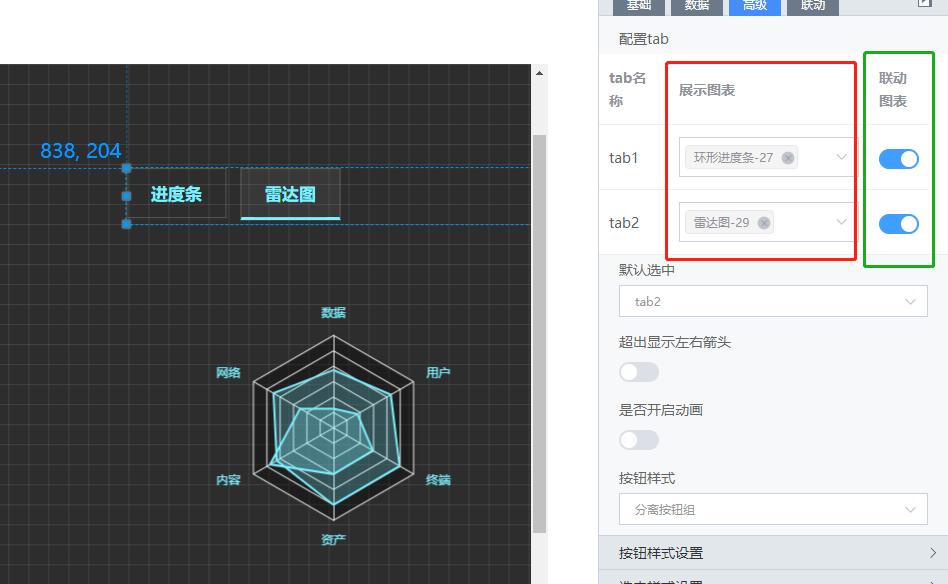 基础 数据 高级 联动
配置tab
tab名称 展示图表 联动图表
tab1 环形进度条-27
tab2 雷达图-29
默认选中
tab2
超出显示左右箭头
是否开启动画
按钮样式
分离按钮组
按钮样式设置
838, 204
进度条 雷达图
数据
网络 用户
内容 终端
资产